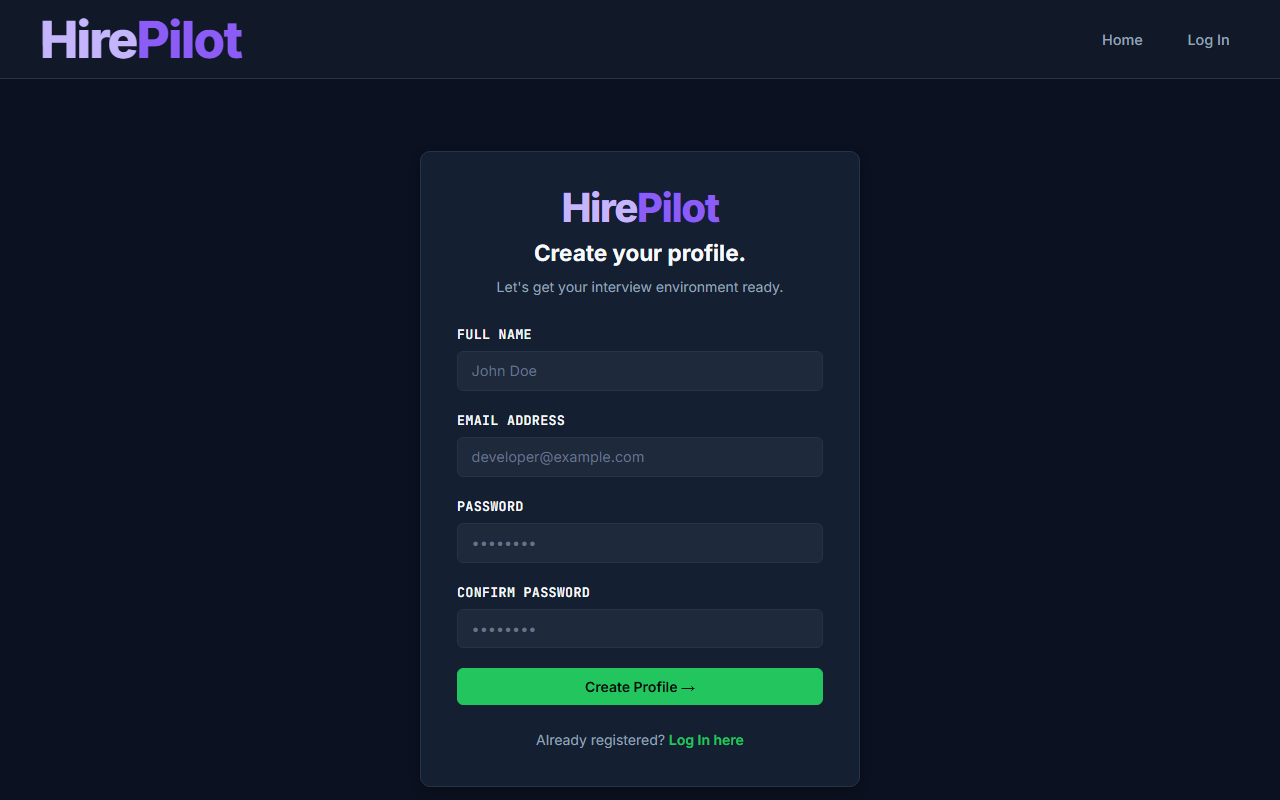 HirePilot
Home
Log In
HirePilot
Create your profile.
Let's get your interview environment ready.
FULL NAME
John Doe
EMAIL ADDRESS
developer@example.com
PASSWORD
••••••••
CONFIRM PASSWORD
••••••••
Create Profile →
Already registered? Log In here